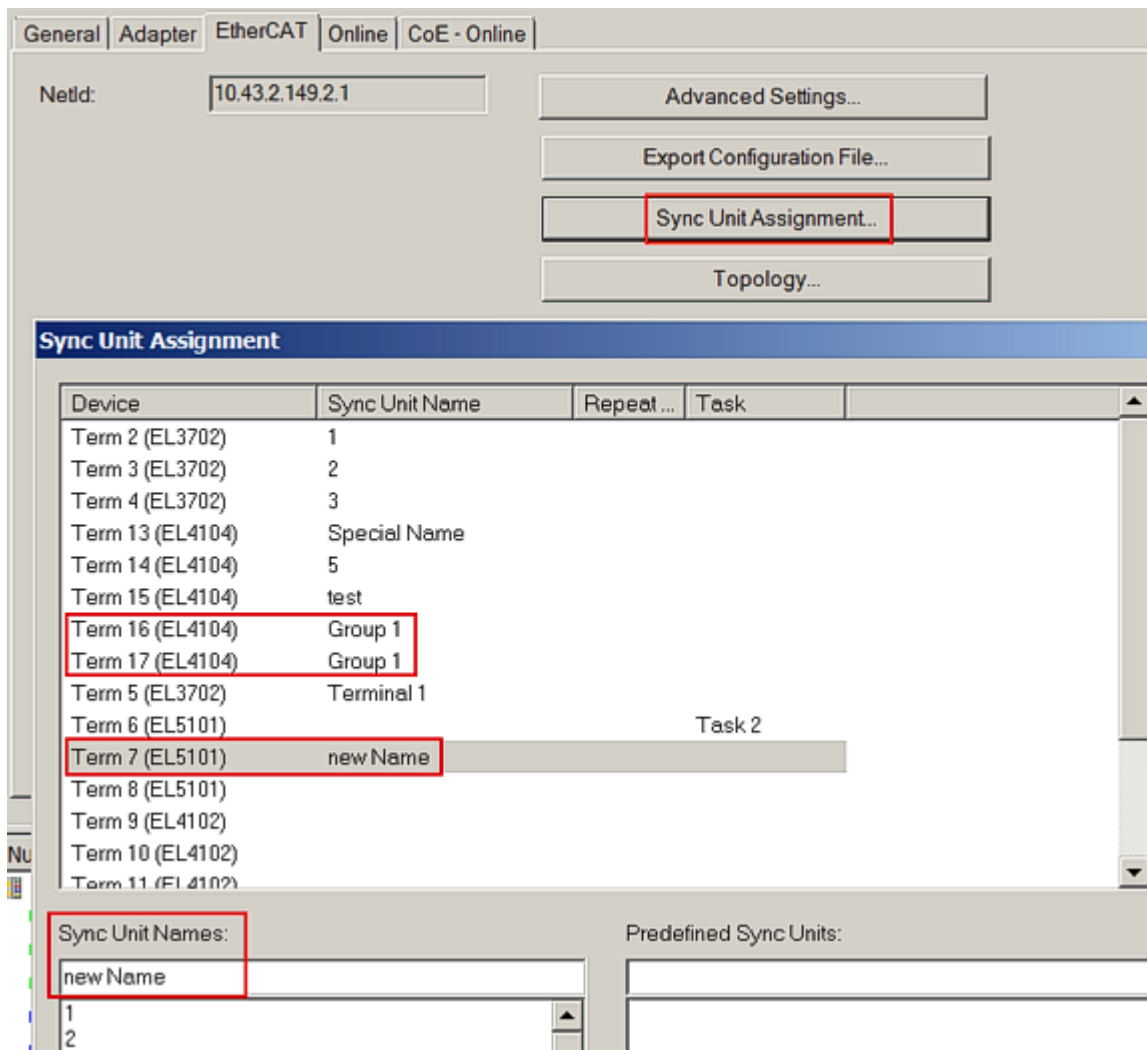 General Adapter EtherCAT Online CoE - Online
NetId: 10.43.2.149.2.1 Advanced Settings...
Export Configuration File...
Sync Unit Assignment...
Topology...
Sync Unit Assignment
Device Sync Unit Name Repeat ... Task
Term 2 (EL3702) 1
Term 3 (EL3702) 2
Term 4 (EL3702) 3
Term 13 (EL4104) Special Name
Term 14 (EL4104) 5
Term 15 (EL4104) test
Term 16 (EL4104) Group 1
Term 17 (EL4104) Group 1
Term 5 (EL3702) Terminal 1
Term 6 (EL5101) Task 2
Term 7 (EL5101) new Name
Term 8 (EL5101)
Term 9 (EL4102)
Term 10 (EL4102)
Term 11 (EL4102)
Nu
Sync Unit Names: Predefined Sync Units:
new Name
1
2